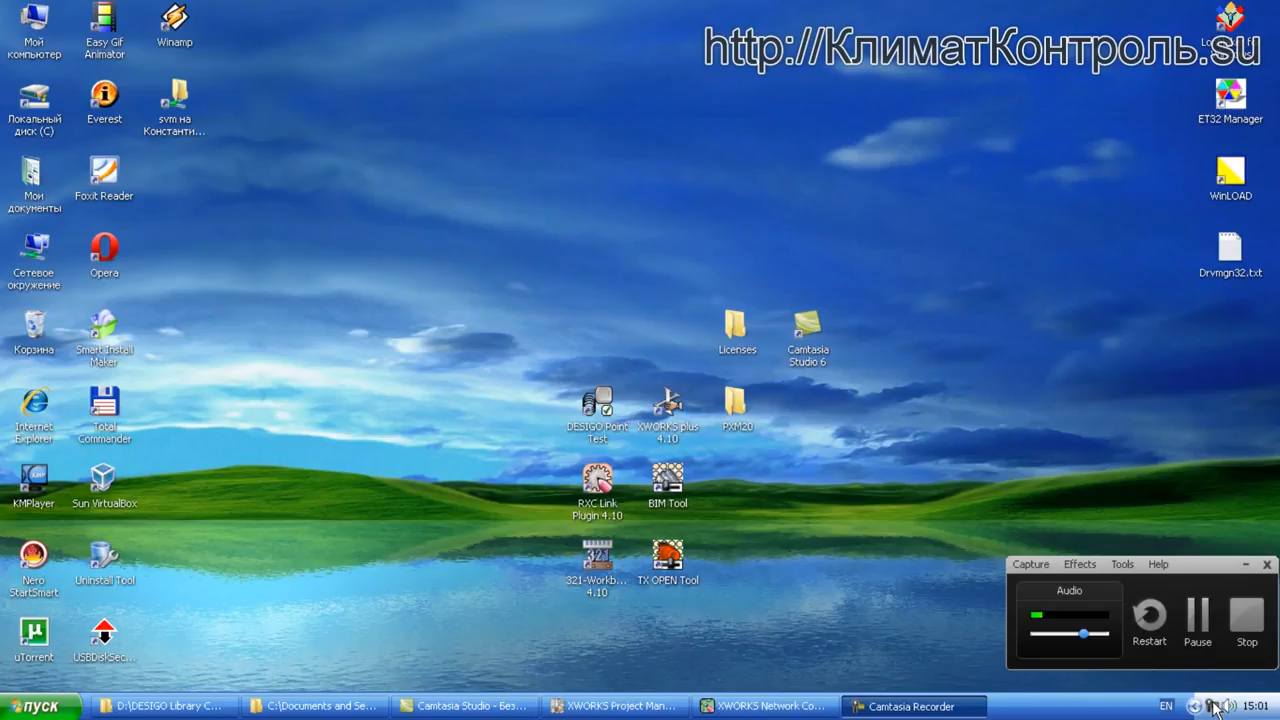 http://КлиматКонтроль.su
Мой
компьютер
Easy Gif
Animator
Winamp
Локальный
диск (C)
Everest
svm на
Константи...
ET32 Manager
Мои
документы
Foxit Reader
WinLOAD
Сетевое
окружение
Opera
Drvmgn32.txt
Корзина
Smart Install
Maker
Licenses
Camtasia
Studio 6
Internet
Explorer
Total
Commander
DESIGO Point
Test
XWORKS plus
4.10
PXM20
KMPlayer
Sun VirtualBox
RXC Link
Plugin 4.10
BIM Tool
Nero
StartSmart
Uninstall Tool
321
321-Workb...
4.10
TX OPEN Tool
uTorrent
USBDiskSec...
Capture Effects Tools Help
Audio
Restart
Pause
Stop
пуск
D:\DESIGO Library C...
C:\Documents and Se...
Camtasia Studio - Без...
XWORKS Project Man...
XWORKS Network Co...
Camtasia Recorder
EN
15:01